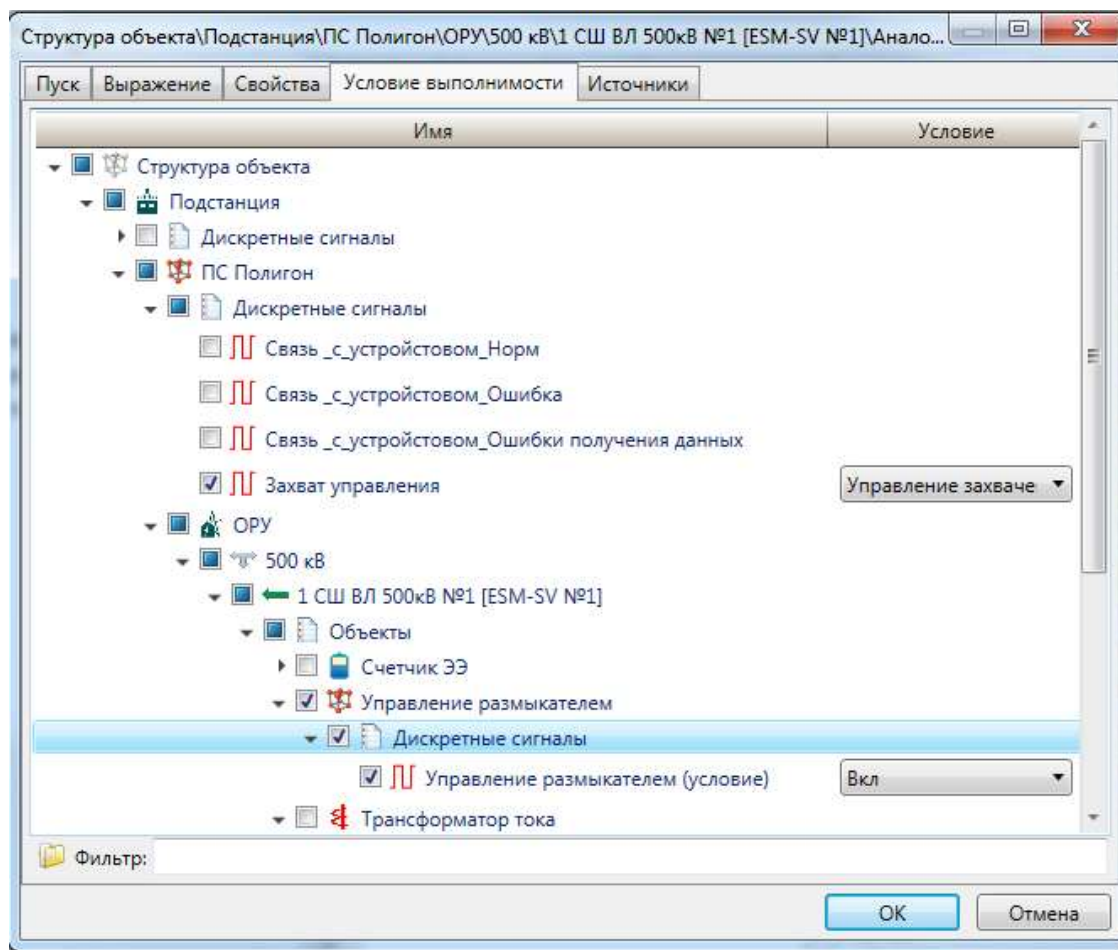 Структура объекта\Подстанция\ПС Полигон\ОРУ\500 кВ\1 СШ ВЛ 500кВ №1 [ESM-SV №1]\Анало...
Пуск Выражение Свойства Условие выполнимости Источники
Имя Условие
Структура объекта
Подстанция
Дискретные сигналы
ПС Полигон
Дискретные сигналы
Связь _с_устройстовом_Норм
Связь _с_устройстовом_Ошибка
Связь _с_устройстовом_Ошибки получения данных
Захват управления Управление захваче
ОРУ
500 кВ
1 СШ ВЛ 500кВ №1 [ESM-SV №1]
Объекты
Счетчик ЭЭ
Управление размыкателем
Дискретные сигналы
Управление размыкателем (условие) Вкл
Трансформатор тока
Фильтр:
OK Отмена